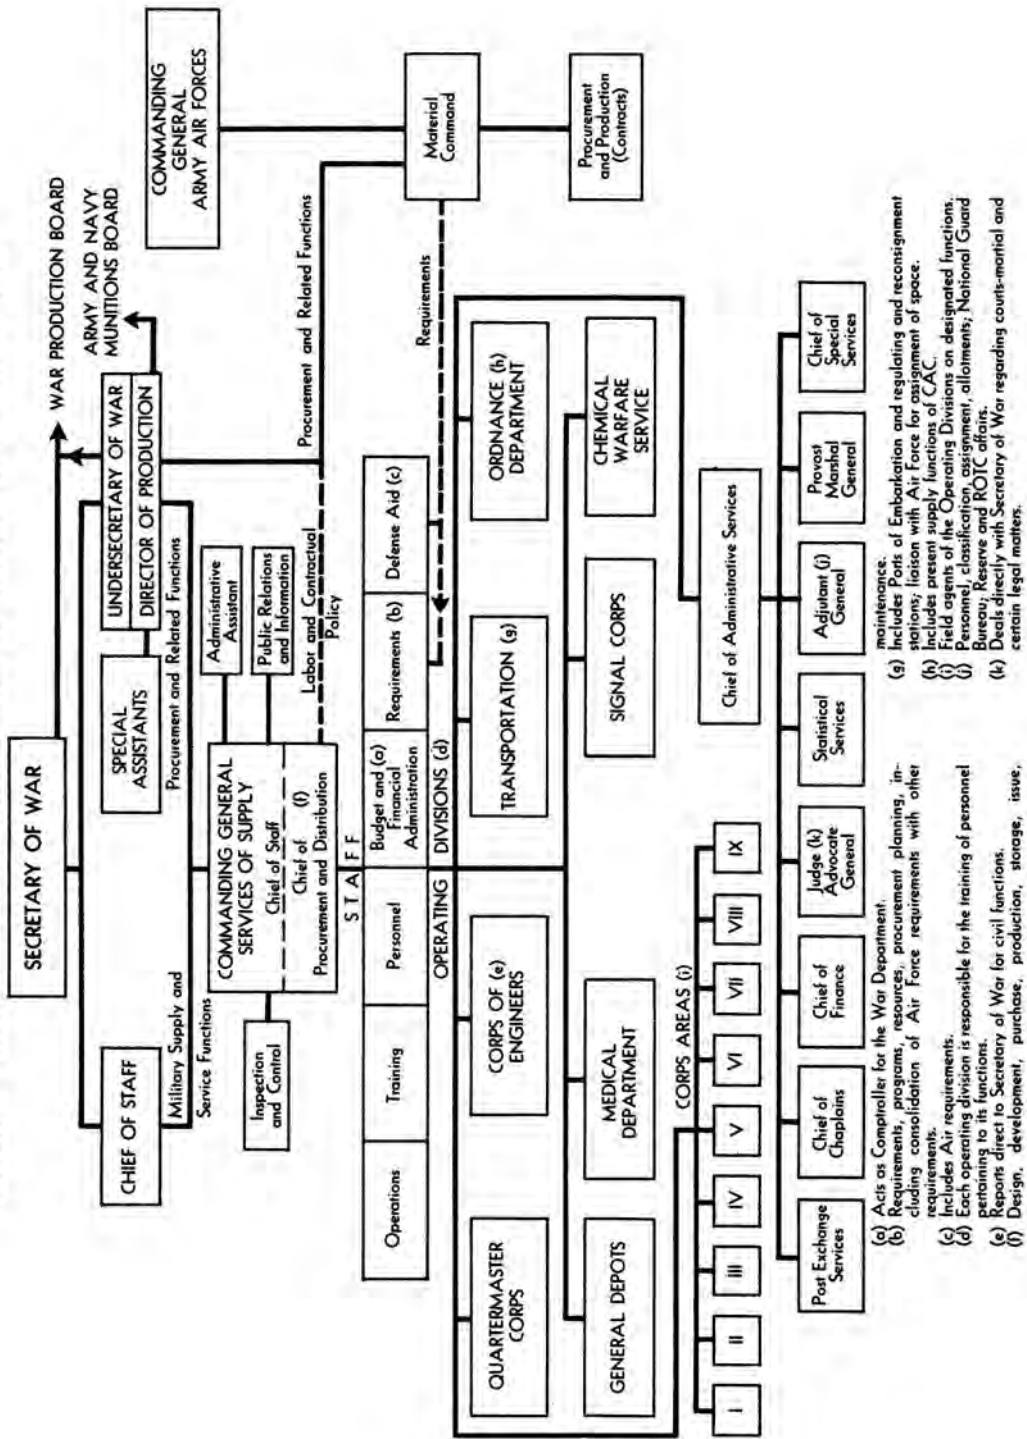 SECRETARY OF WAR
WAR PRODUCTION BOARD
ARMY AND NAVY
MUNITIONS BOARD
CHIEF OF STAFF
SPECIAL
ASSISTANTS
UNDERSECRETARY OF WAR
DIRECTOR OF PRODUCTION
COMMANDING
GENERAL
ARMY AIR FORCES
Military Supply and
Service Functions
Procurement and Related Functions
Inspection
and Control
COMMANDING GENERAL
SERVICES OF SUPPLY
Chief of Staff
Chief of (f)
Procurement and Distribution
Administrative
Assistant
Public Relations
and Information
Labor and Contractual
Policy
Procurement and Related Functions
Material
Command
Procurement
and Production
(Contracts)
STAFF
Operations
Training
Personnel
Budget and (a)
Financial
Administration
Requirements (b)
Defense Aid (c)
Requirements
OPERATING DIVISIONS (d)
QUARTERMASTER
CORPS
CORPS OF (e)
ENGINEERS
TRANSPORTATION (g)
ORDNANCE (h)
DEPARTMENT
GENERAL DEPOTS
MEDICAL
DEPARTMENT
SIGNAL CORPS
CHEMICAL
WARFARE
SERVICE
CORPS AREAS (i)
I
II
III
IV
V
VI
VII
VIII
IX
Chief of Administrative Services
Post Exchange
Services
Chief of
Chaplains
Chief of
Finance
Judge (k)
Advocate
General
Statistical
Services
Adjutant (j)
General
Provost
Marshal
General
Chief of
Special
Services
(a) Acts as Comptroller for the War Department.
(b) Requirements, programs, resources, procurement planning, in-
cluding consolidation of Air Force requirements with other
requirements.
(c) Includes Air requirements.
(d) Each operating division is responsible for the training of personnel
pertaining to its functions.
(e) Reports direct to Secretary of War for civil functions.
(f) Design, development, purchase, production, storage, issue,
maintenance.
(g) Includes Ports of Embarkation and regulating and reconsignment
stations; liaison with Air Force for assignment of space.
(h) Includes present supply functions of CAC.
(i) Field agents of the Operating Divisions on designated functions.
(j) Personnel, classification, assignment, allotments; National Guard
Bureau; Reserve and ROTC affairs.
(k) Deals directly with Secretary of War regarding courts-martial and
certain legal matters.